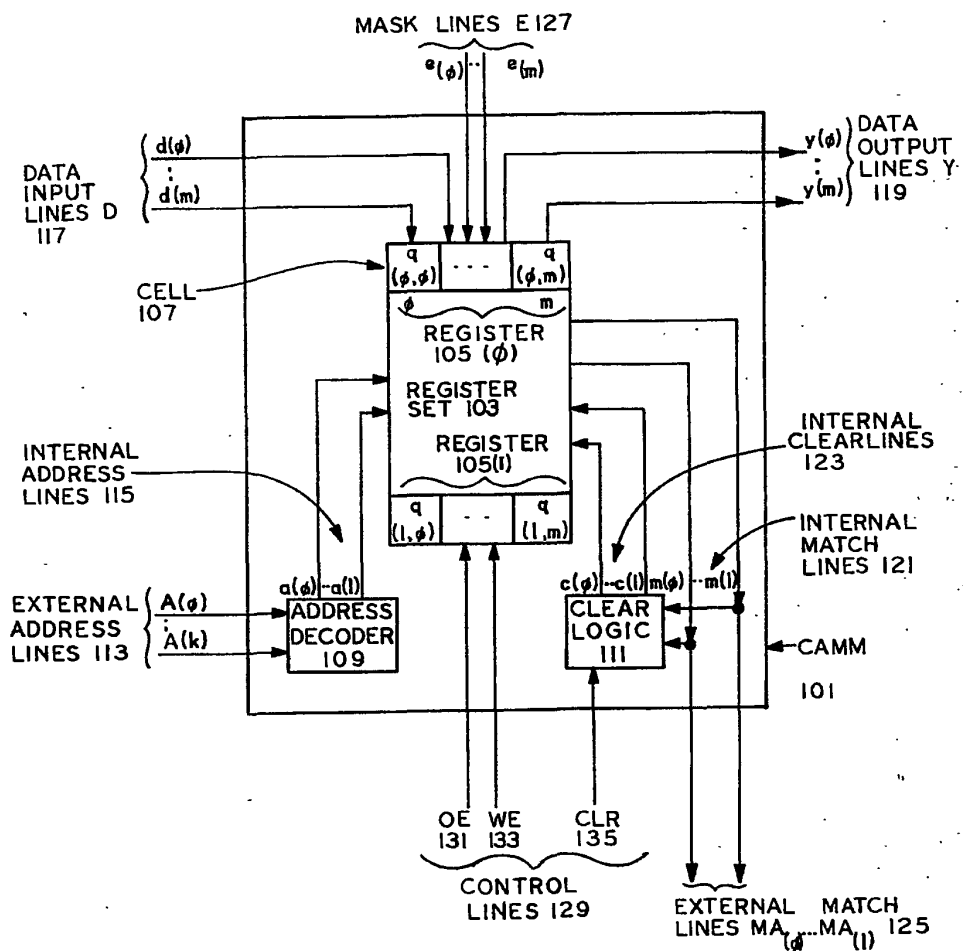 MASK LINES E127
e(φ) ·· e(m)
DATA
INPUT
LINES D
117
d(φ)
:
d(m)
y(φ)
:
y(m)
DATA
OUTPUT
LINES Y
119
CELL
107
q
(φ,φ)
···
q
(φ,m)
φ
m
REGISTER
105 (φ)
REGISTER
SET 103
REGISTER
105(l)
q
(l,φ)
··
q
(l,m)
INTERNAL
ADDRESS
LINES 115
INTERNAL
CLEARLINES
123
INTERNAL
MATCH
LINES 121
a(φ)··a(l)
c(φ)··c(l) m(φ)··m(l)
EXTERNAL
ADDRESS
LINES 113
A(φ)
:
A(k)
ADDRESS
DECODER
109
CLEAR
LOGIC
111
CAMM
101
OE
131
WE
133
CLR
135
CONTROL
LINES 129
EXTERNAL MATCH
LINES MA(φ)...MA(l) 125